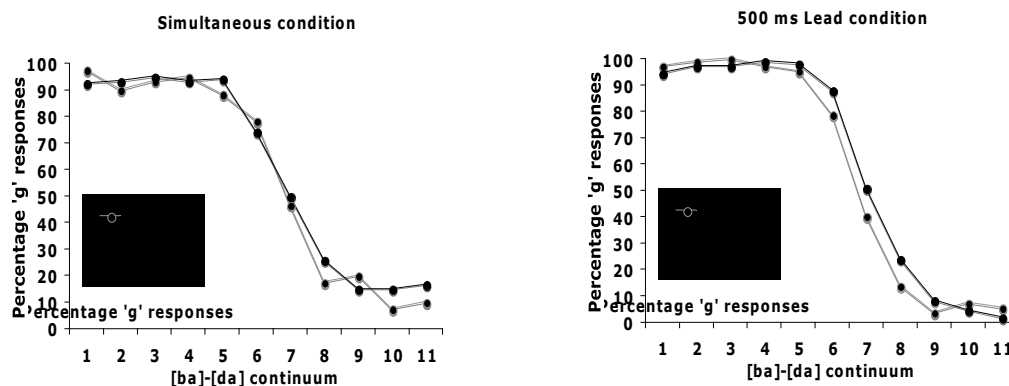 Simultaneous condition
Percentage 'g' responses
100
90
80
70
60
50
40
30
20
10
0
ercentage 'g' responses
1 2 3 4 5 6 7 8 9 10 11
[ba]-[da] continuum
500 ms Lead condition
Percentage 'g' responses
100
90
80
70
60
50
40
30
20
10
0
ercentage 'g' responses
1 2 3 4 5 6 7 8 9 10 11
[ba]-[da] continuum